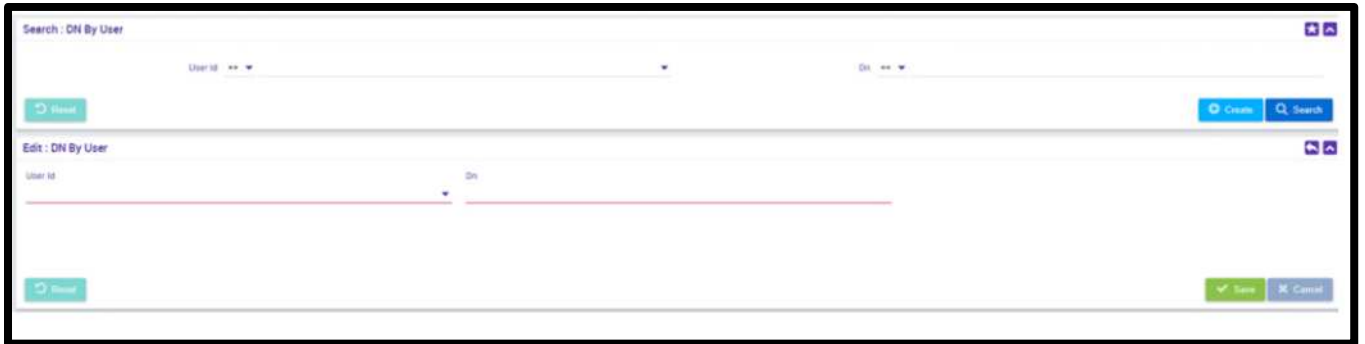 Search : DN By User
User Id == Dn ==
Reset Create Search
Edit : DN By User
User Id Dn
Reset Save Cancel